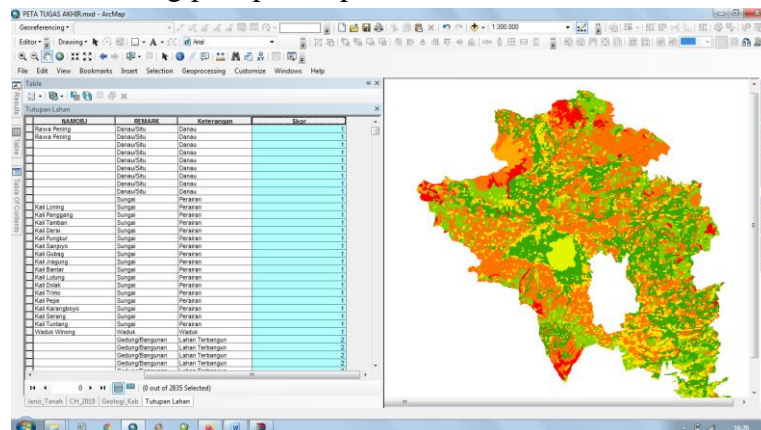 PETA TUGAS AKHIR.mxd - ArcMap
Georeferencing
1:300.000
Editor Drawing A Arial
File Edit View Bookmarks Insert Selection Geoprocessing Customize Windows Help
Table
Tutupan Lahan
NAMOBJ REMARK Keterangan Skor
Rawa Pening Danau/Situ Danau 1
Rawa Pening Danau/Situ Danau 1
Danau/Situ Danau 1
Danau/Situ Danau 1
Danau/Situ Danau 1
Danau/Situ Danau 1
Danau/Situ Danau 1
Danau/Situ Danau 1
Sungai Perairan 1
Kali Loning Sungai Perairan 1
Kali Panggang Sungai Perairan 1
Kali Tamban Sungai Perairan 1
Kali Dersi Sungai Perairan 1
Kali Pungkur Sungai Perairan 1
Kali Sanjoyo Sungai Perairan 1
Kali Gubag Sungai Perairan 1
Kali Jragung Sungai Perairan 1
Kali Bantar Sungai Perairan 1
Kali Lutung Sungai Perairan 1
Kali Dolak Sungai Perairan 1
Kali Trimo Sungai Perairan 1
Kali Pepe Sungai Perairan 1
Kali Karangboyo Sungai Perairan 1
Kali Serang Sungai Perairan 1
Kali Tuntang Sungai Perairan 1
Waduk Winong Waduk Waduk 1
Gedung/Bangunan Lahan Terbangun 2
Gedung/Bangunan Lahan Terbangun 2
Gedung/Bangunan Lahan Terbangun 2
0 (0 out of 2835 Selected)
Jenis_Tanah CH_2019 Geologi_Kab Tutupan Lahan
Results
Table
Table Of Contents
16:26